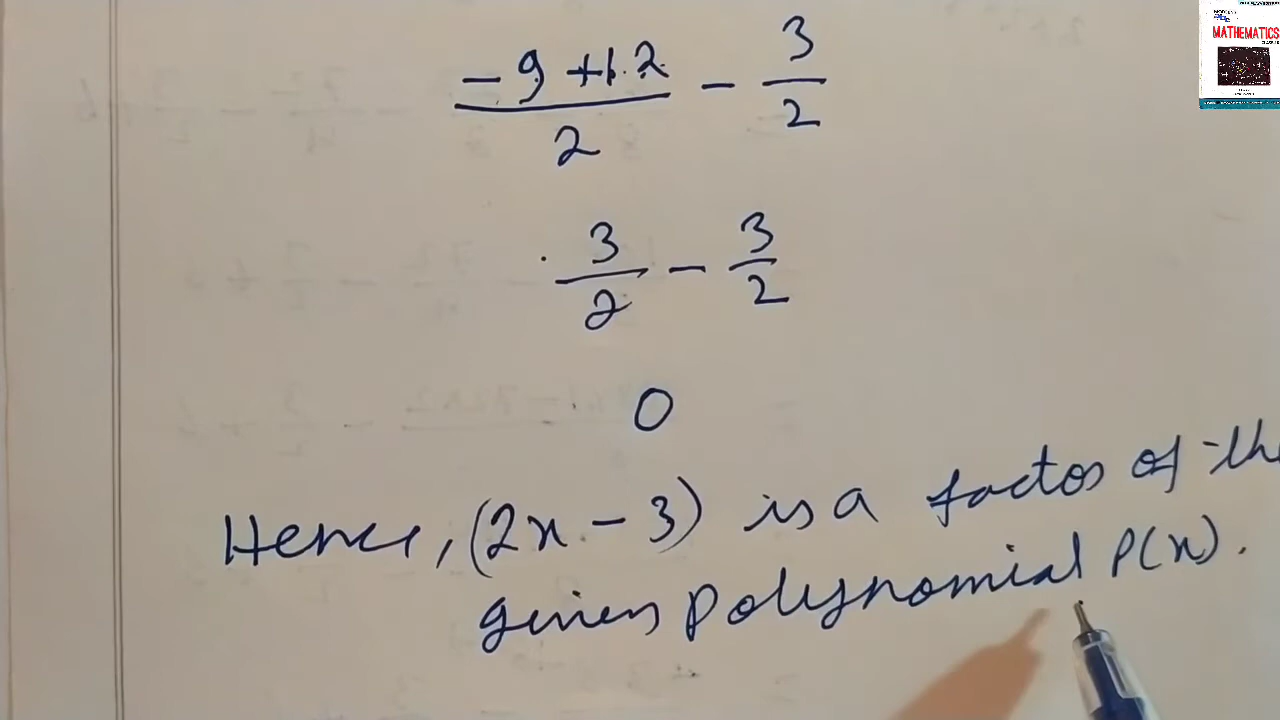 MATHEMATICS
-9+12/2 - 3/2
3/2 - 3/2
0
Hence, (2x - 3) is a factor of the
given polynomial P(x).